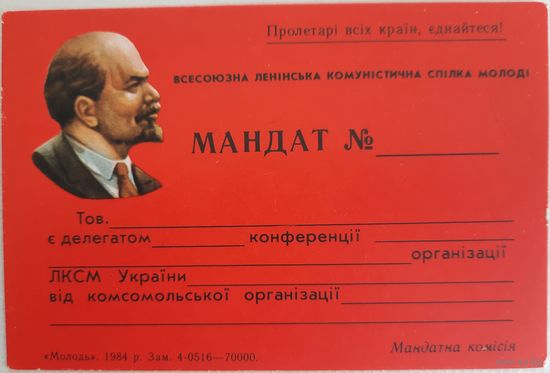 Пролетарі всіх країн, єднайтеся!
ВСЕСОЮЗНА ЛЕНІНСЬКА КОМУНІСТИЧНА СПІЛКА МОЛОДІ
МАНДАТ №
Тов.
є делегатом конференції
організації
ЛКСМ України
від комсомольської організації
Мандатна комісія
«Молодь». 1984 р. Зам. 4-0516—70000.